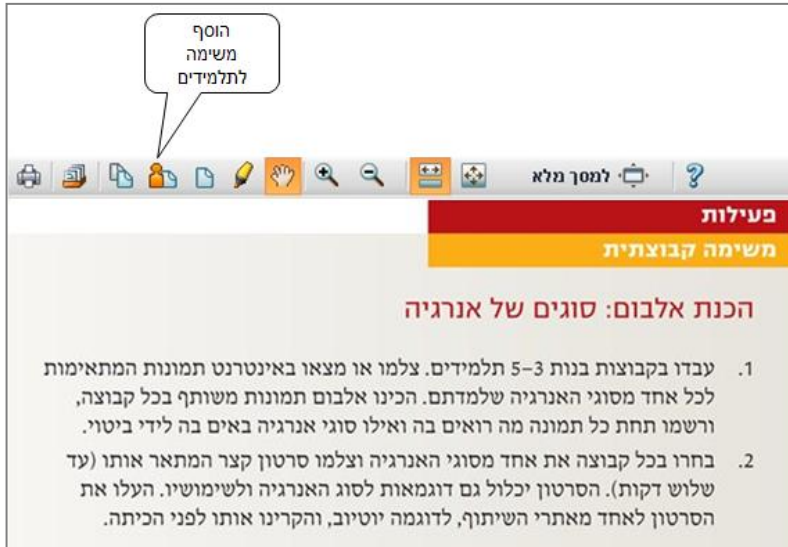 הוסף
משימה
לתלמידים
למסך מלא
פעילות
משימה קבוצתית
הכנת אלבום: סוגים של אנרגיה
1. עבדו בקבוצות בנות 3–5 תלמידים. צלמו או מצאו באינטרנט תמונות המתאימות
לכל אחד מסוגי האנרגיה שלמדתם. הכינו אלבום תמונות משותף בכל קבוצה,
ורשמו תחת כל תמונה מה רואים בה ואילו סוגי אנרגיה באים בה לידי ביטוי.
2. בחרו בכל קבוצה את אחד מסוגי האנרגיה וצלמו סרטון קצר המתאר אותו (עד
שלוש דקות). הסרטון יכלול גם דוגמאות לסוג האנרגיה ולשימושיו. העלו את
הסרטון לאחד מאתרי השיתוף, לדוגמה יוטיוב, והקרינו אותו לפני הכיתה.